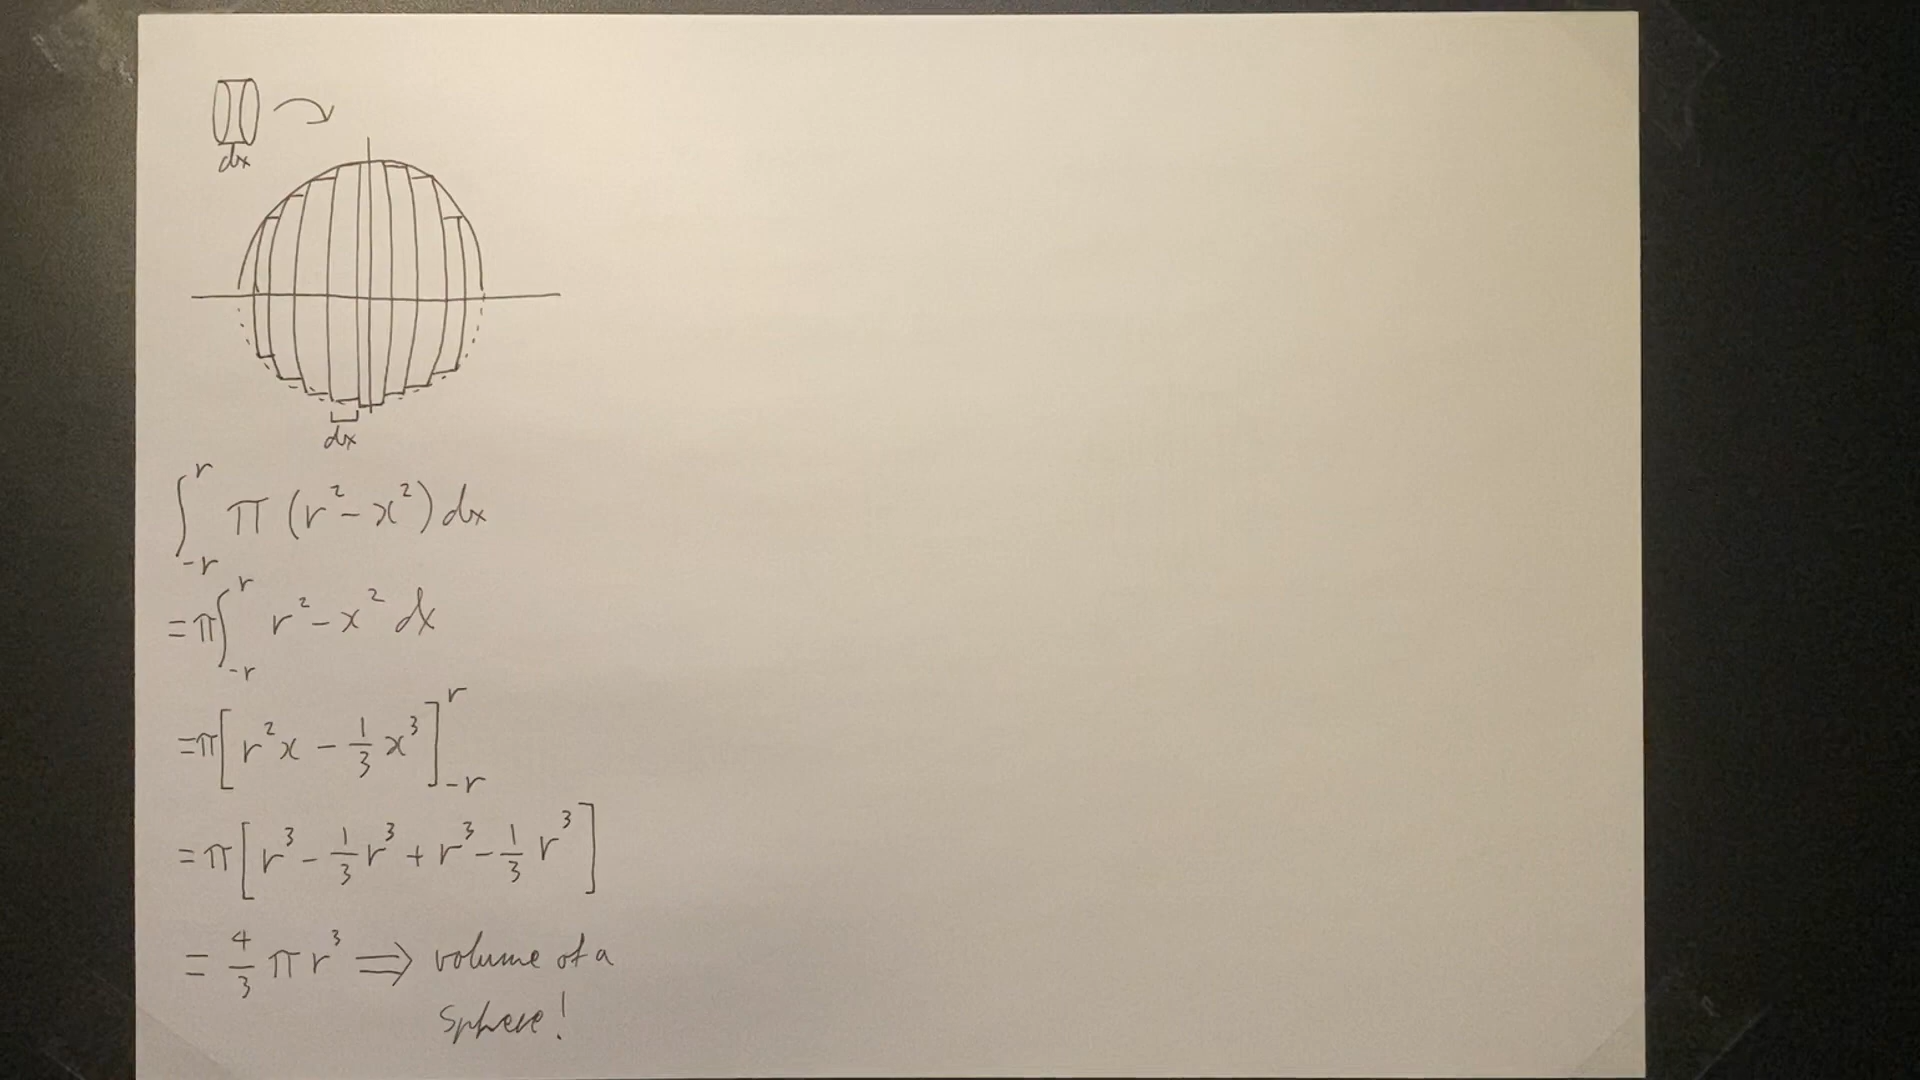 dx
dx
∫_{-r}^{r} π (r² - x²) dx
= π ∫_{-r}^{r} r² - x² dx
= π [ r²x - 1/3 x³ ]_{-r}^{r}
= π [ r³ - 1/3 r³ + r³ - 1/3 r³ ]
= 4/3 π r³ ⇒ volume of a
sphere!